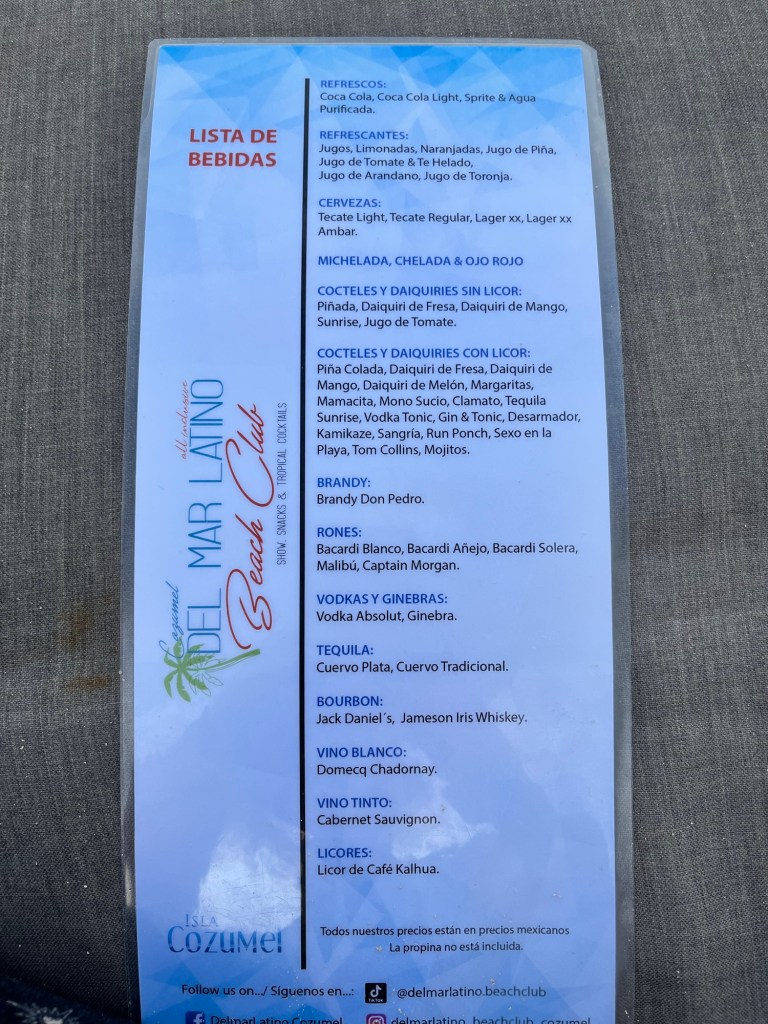 LISTA DE
BEBIDAS
REFRESCOS:
Coca Cola, Coca Cola Light, Sprite & Agua
Purificada.
REFRESCANTES:
Jugos, Limonadas, Naranjadas, Jugo de Piña,
Jugo de Tomate & Te Helado,
Jugo de Arandano, Jugo de Toronja.
CERVEZAS:
Tecate Light, Tecate Regular, Lager xx, Lager xx
Ambar.
MICHELADA, CHELADA & OJO ROJO
COCTELES Y DAIQUIRIES SIN LICOR:
Piñada, Daiquiri de Fresa, Daiquiri de Mango,
Sunrise, Jugo de Tomate.
COCTELES Y DAIQUIRIES CON LICOR:
Piña Colada, Daiquiri de Fresa, Daiquiri de
Mango, Daiquiri de Melón, Margaritas,
Mamacita, Mono Sucio, Clamato, Tequila
Sunrise, Vodka Tonic, Gin & Tonic, Desarmador,
Kamikaze, Sangría, Run Ponch, Sexo en la
Playa, Tom Collins, Mojitos.
BRANDY:
Brandy Don Pedro.
RONES:
Bacardi Blanco, Bacardi Añejo, Bacardi Solera,
Malibú, Captain Morgan.
VODKAS Y GINEBRAS:
Vodka Absolut, Ginebra.
TEQUILA:
Cuervo Plata, Cuervo Tradicional.
BOURBON:
Jack Daniel´s, Jameson Iris Whiskey.
VINO BLANCO:
Domecq Chadornay.
VINO TINTO:
Cabernet Sauvignon.
LICORES:
Licor de Café Kalhua.
all inclusive
Cozumel
DEL MAR LATINO
Beach Club
SHOW, SNACKS & TROPICAL COCKTAILS
ISLA
COZUMEL
Todos nuestros precios están en precios mexicanos
La propina no está incluida.
Follow us on.../ Síguenos en...: TikTok @delmarlatino.beachclub
DelmarLatino Cozumel delmarlatino_beachclub_cozumel